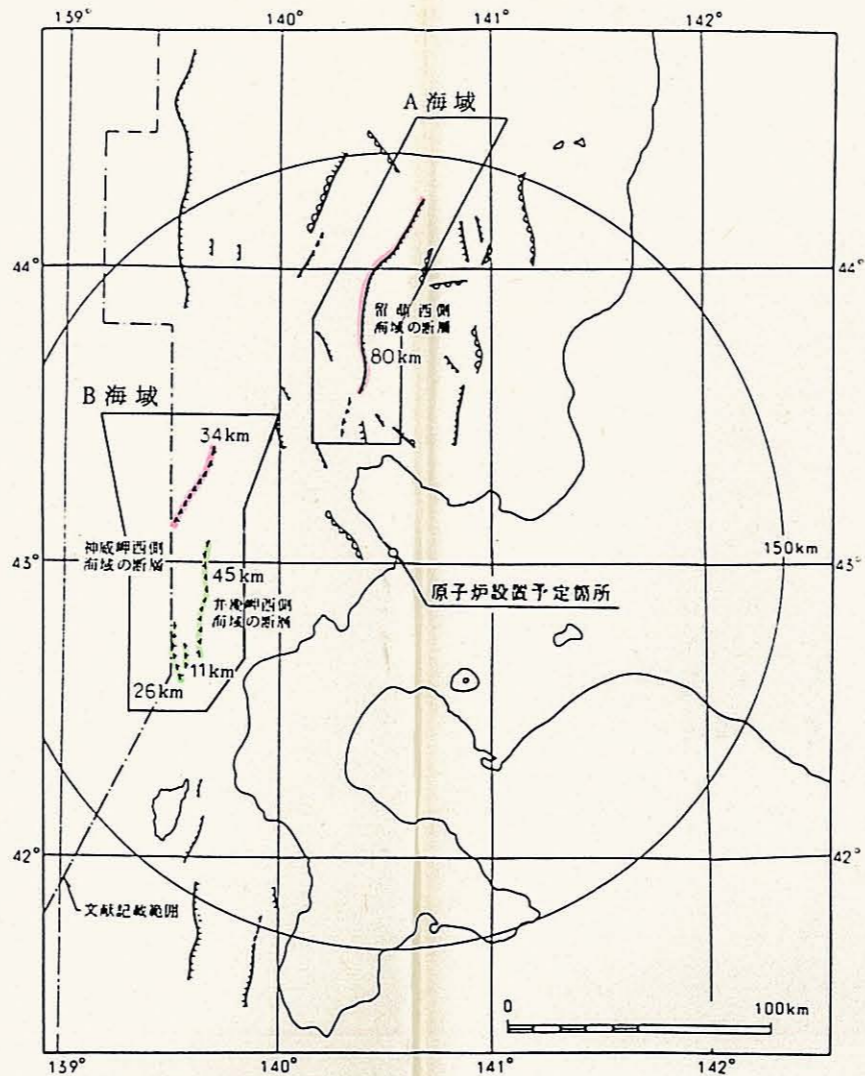 139° 140° 141° 142°
A 海域
44° 44°
留萌西側
海域の断層
80km
B 海域
34km
神威岬西側
海域の断層
43° 43°
150km
45km
弁慶岬西側
海域の断層
原子炉設置予定箇所
11km
26km
42° 42°
文献記載範囲
0 100km
139° 140° 141° 142°